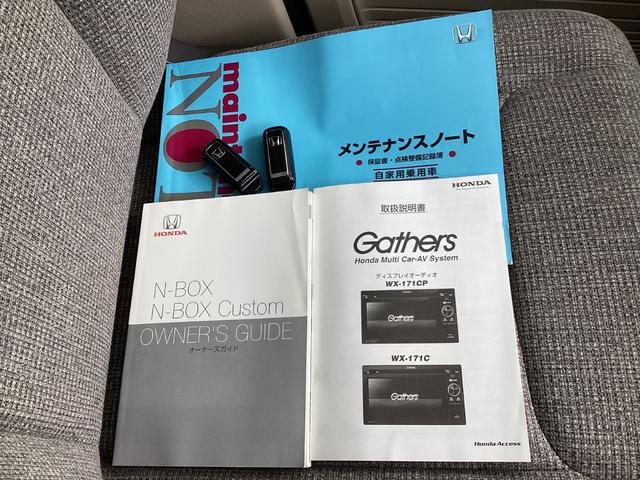 mainte
NO
メンテナンスノート
保証書・点検整備記録簿
自家用乗用車
HONDA
N-BOX
N-BOX Custom
OWNER'S GUIDE
オーナーズガイド
HONDA
取扱説明書
Gathers
Honda Multi Car-AV System
ディスプレイオーディオ
WX-171CP
Gathers
WX-171C
Gathers
Honda Access